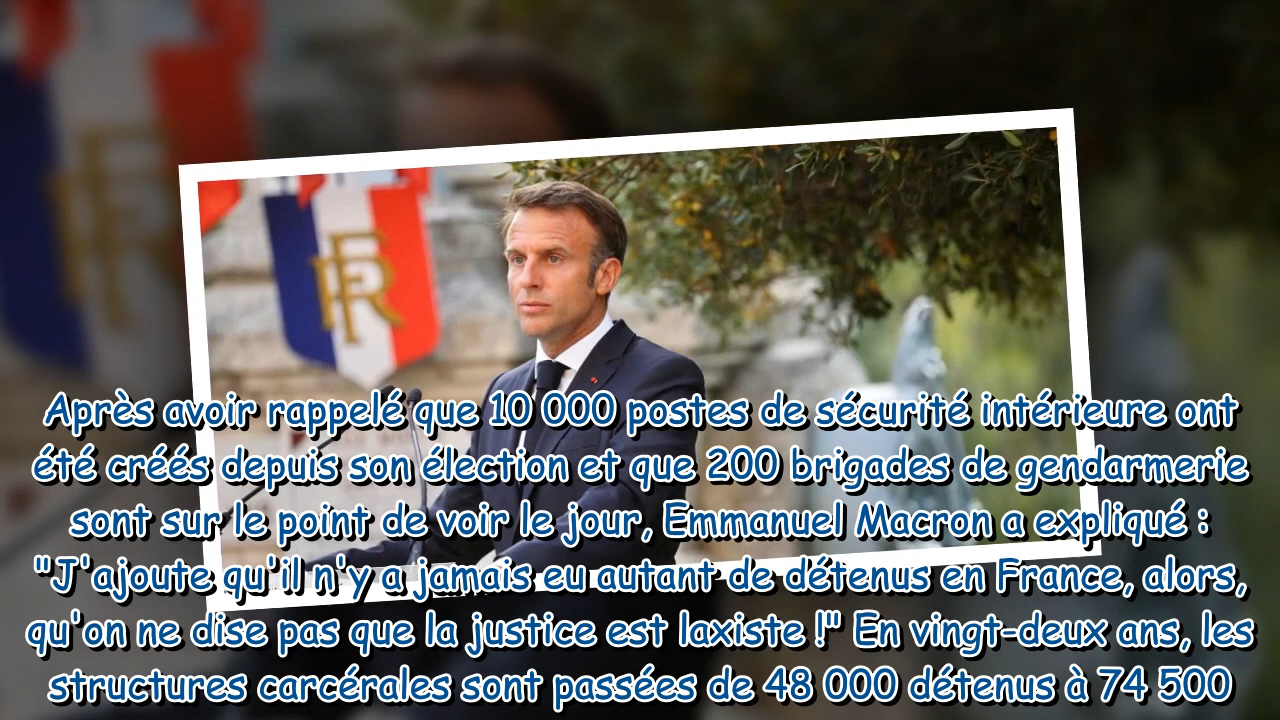 RF
Après avoir rappelé que 10 000 postes de sécurité intérieure ont
été créés depuis son élection et que 200 brigades de gendarmerie
sont sur le point de voir le jour, Emmanuel Macron a expliqué :
"J'ajoute qu'il n'y a jamais eu autant de détenus en France, alors,
qu'on ne dise pas que la justice est laxiste !" En vingt-deux ans, les
structures carcérales sont passées de 48 000 détenus à 74 500